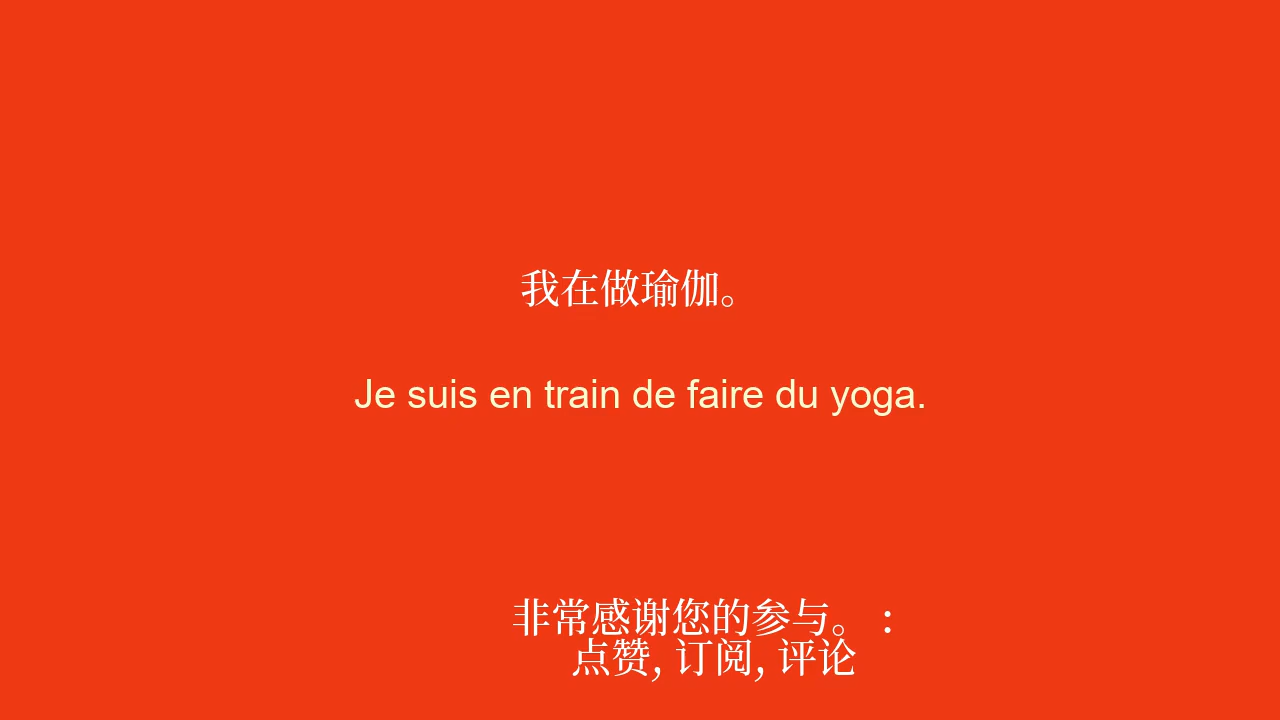 我在做瑜伽。
Je suis en train de faire du yoga.
非常感谢您的参与。 :
点赞, 订阅, 评论